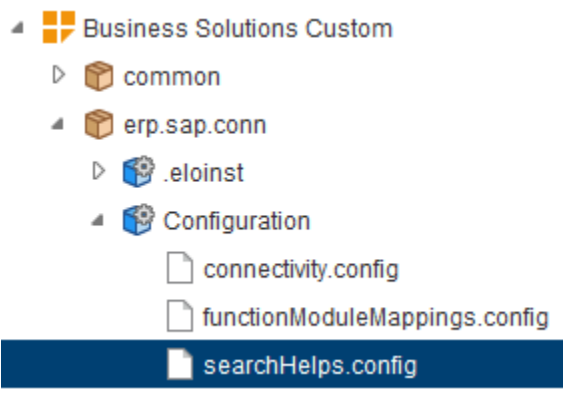 Business Solutions Custom
common
erp.sap.conn
.eloinst
Configuration
connectivity.config
functionModuleMappings.config
searchHelps.config